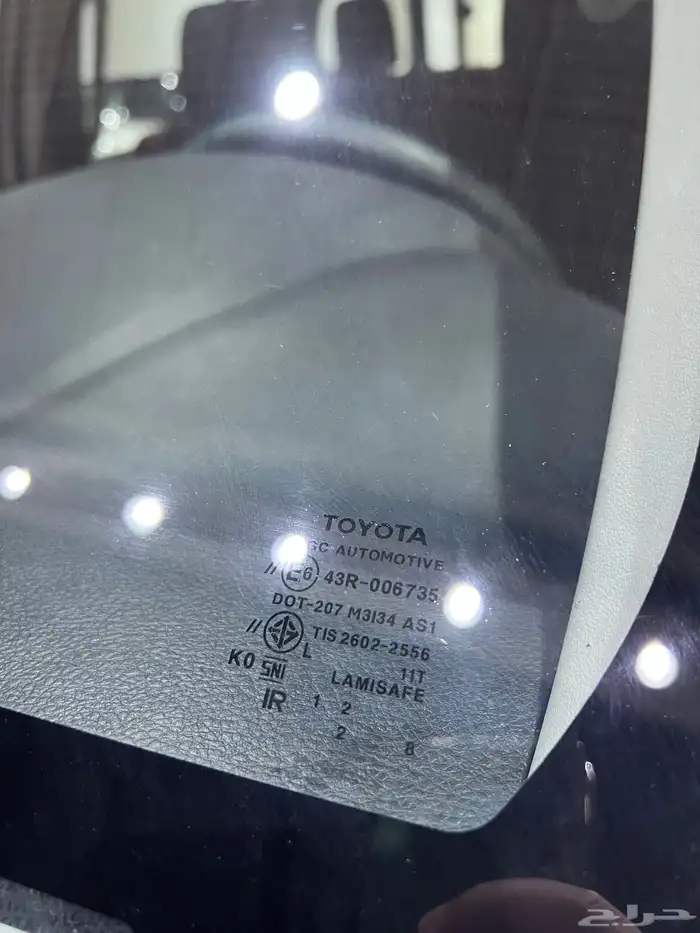 TOYOTA
GC AUTOMOTIVE
E6 43R-006735
DOT-207 M3I34 AS1
TIS 2602-2556
L 11T
K0 SNI LAMISAFE
IR 1 2
2 8
حراج